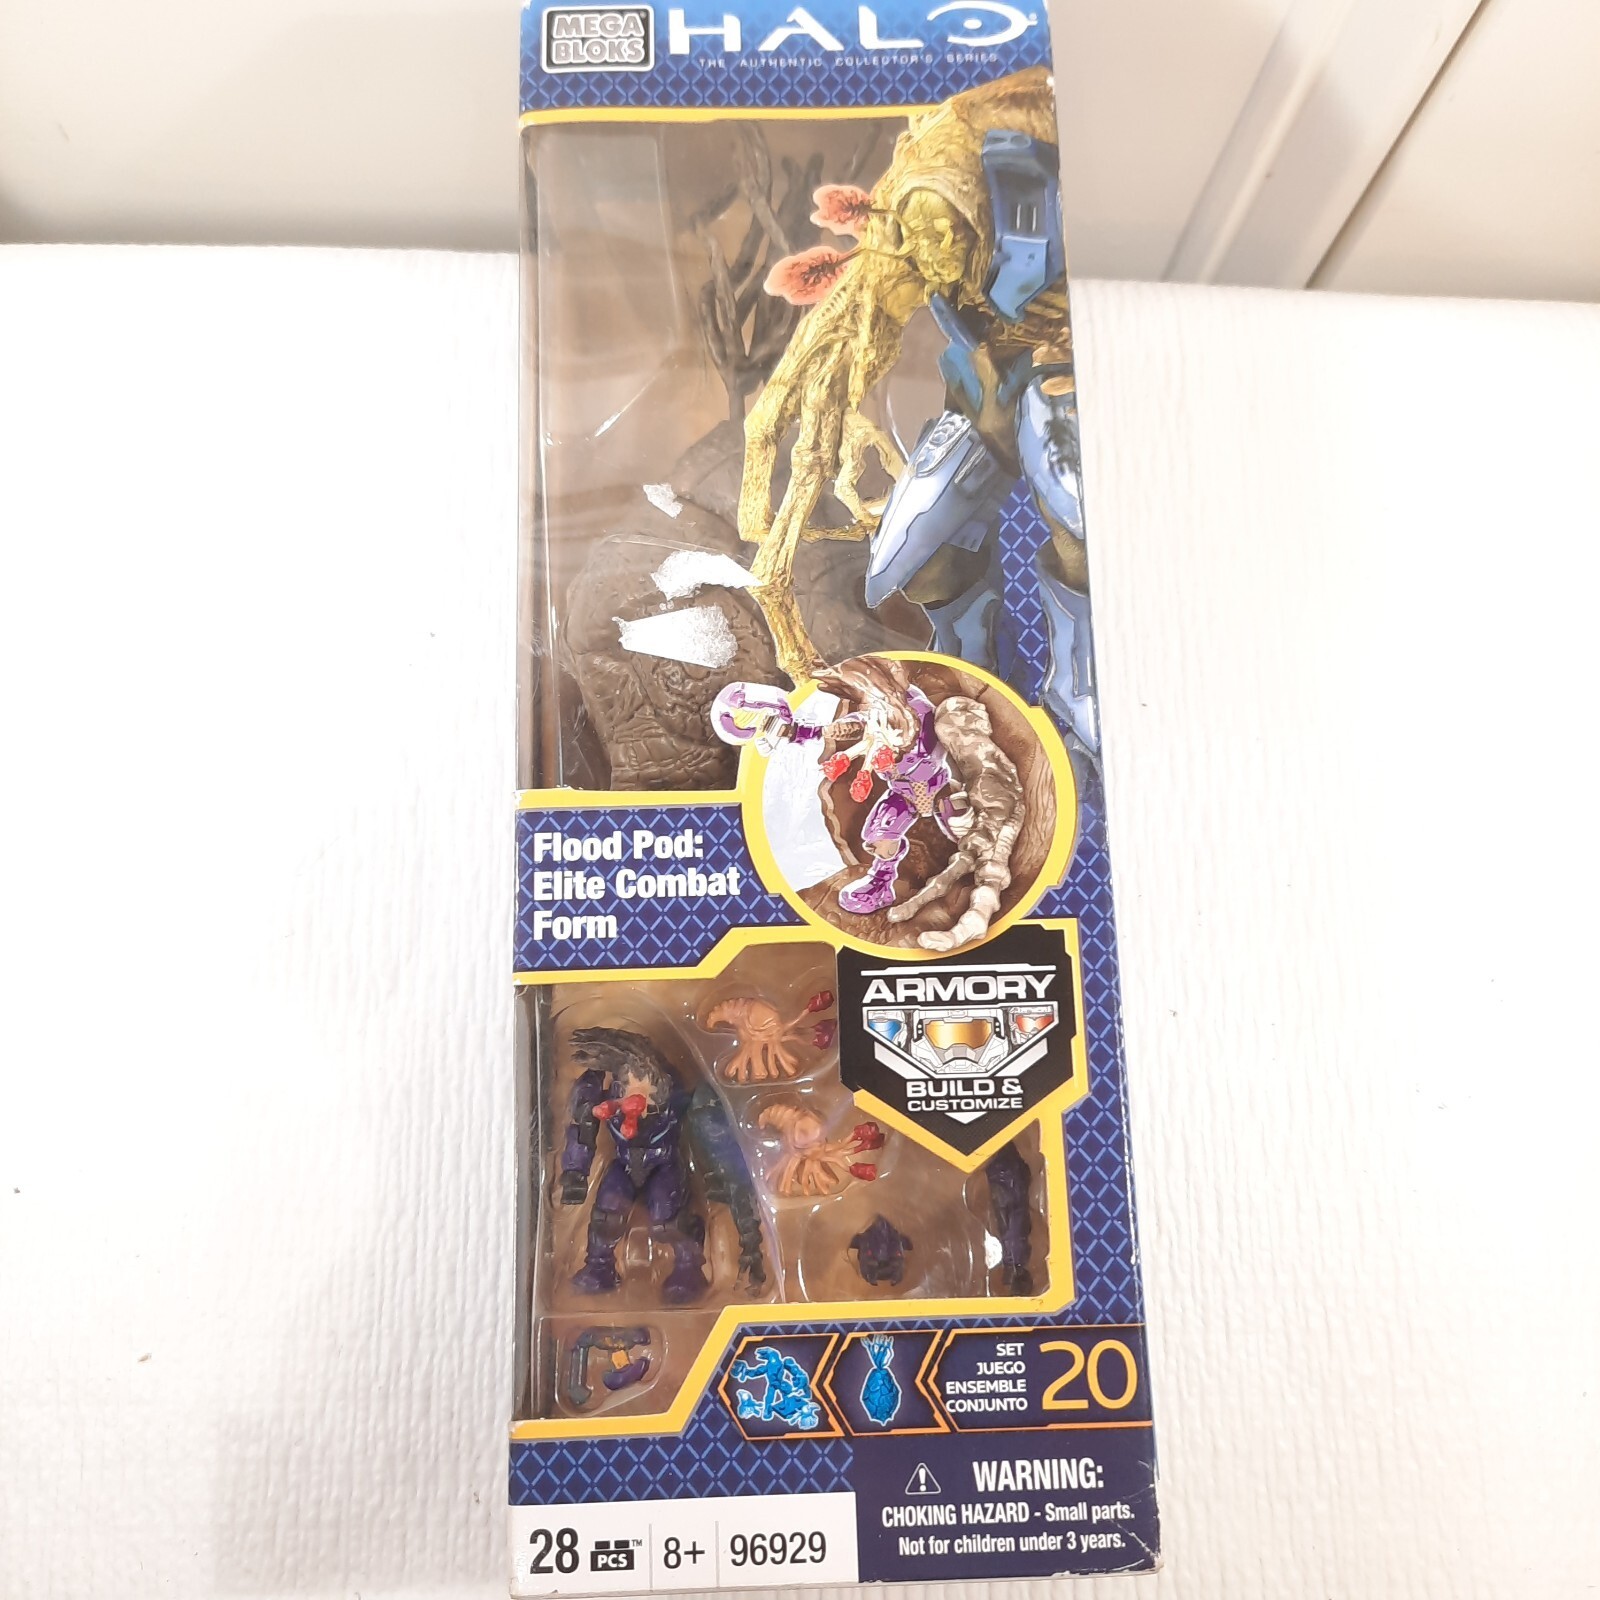 MEGA
BLOKS
HALO
THE AUTHENTIC COLLECTOR'S SERIES
Flood Pod:
Elite Combat
Form
ARMORY
BUILD &
CUSTOMIZE
SET
JUEGO
ENSEMBLE
CONJUNTO
20
WARNING:
CHOKING HAZARD - Small parts.
Not for children under 3 years.
28 PCS™ 8+ 96929